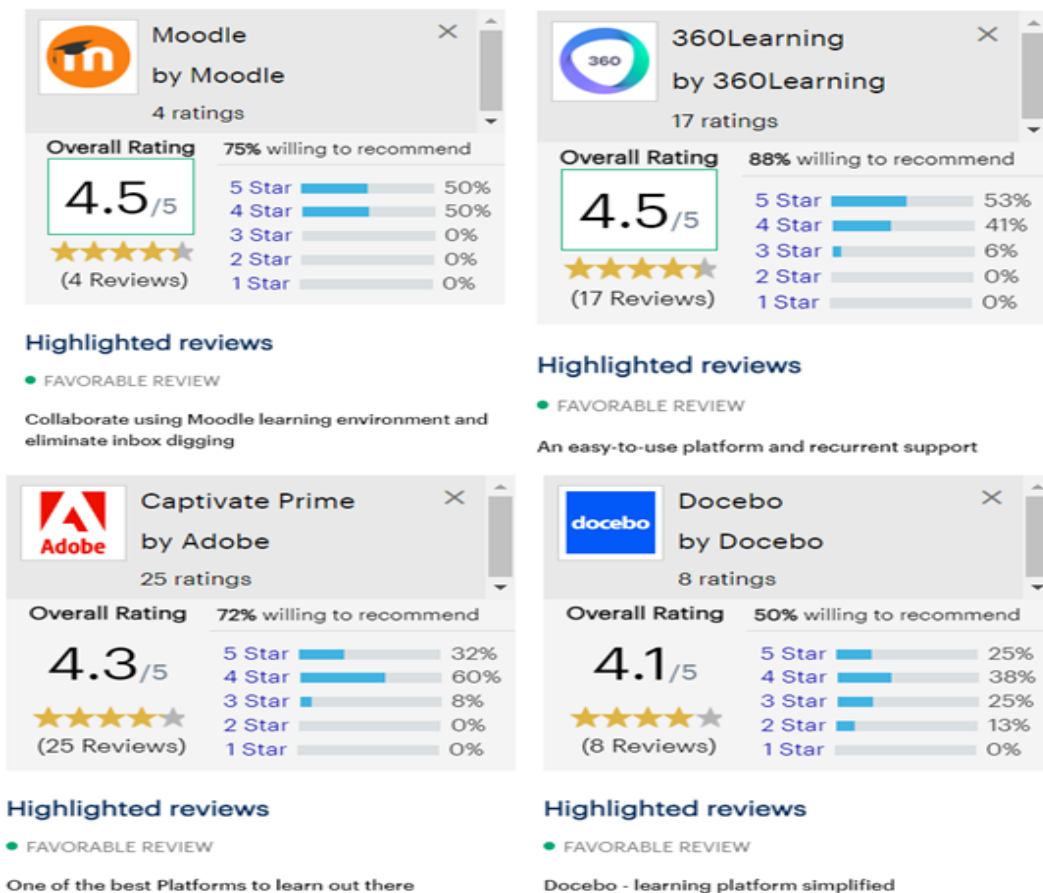 Moodle
by Moodle
4 ratings
Overall Rating
75% willing to recommend
4.5/5
(4 Reviews)
5 Star 50%
4 Star 50%
3 Star 0%
2 Star 0%
1 Star 0%
Highlighted reviews
FAVORABLE REVIEW
Collaborate using Moodle learning environment and
eliminate inbox digging
360
360Learning
by 360Learning
17 ratings
Overall Rating
88% willing to recommend
4.5/5
(17 Reviews)
5 Star 53%
4 Star 41%
3 Star 6%
2 Star 0%
1 Star 0%
Highlighted reviews
FAVORABLE REVIEW
An easy-to-use platform and recurrent support
Adobe
Captivate Prime
by Adobe
25 ratings
Overall Rating
72% willing to recommend
4.3/5
(25 Reviews)
5 Star 32%
4 Star 60%
3 Star 8%
2 Star 0%
1 Star 0%
Highlighted reviews
FAVORABLE REVIEW
One of the best Platforms to learn out there
docebo
Docebo
by Docebo
8 ratings
Overall Rating
50% willing to recommend
4.1/5
(8 Reviews)
5 Star 25%
4 Star 38%
3 Star 25%
2 Star 13%
1 Star 0%
Highlighted reviews
FAVORABLE REVIEW
Docebo - learning platform simplified